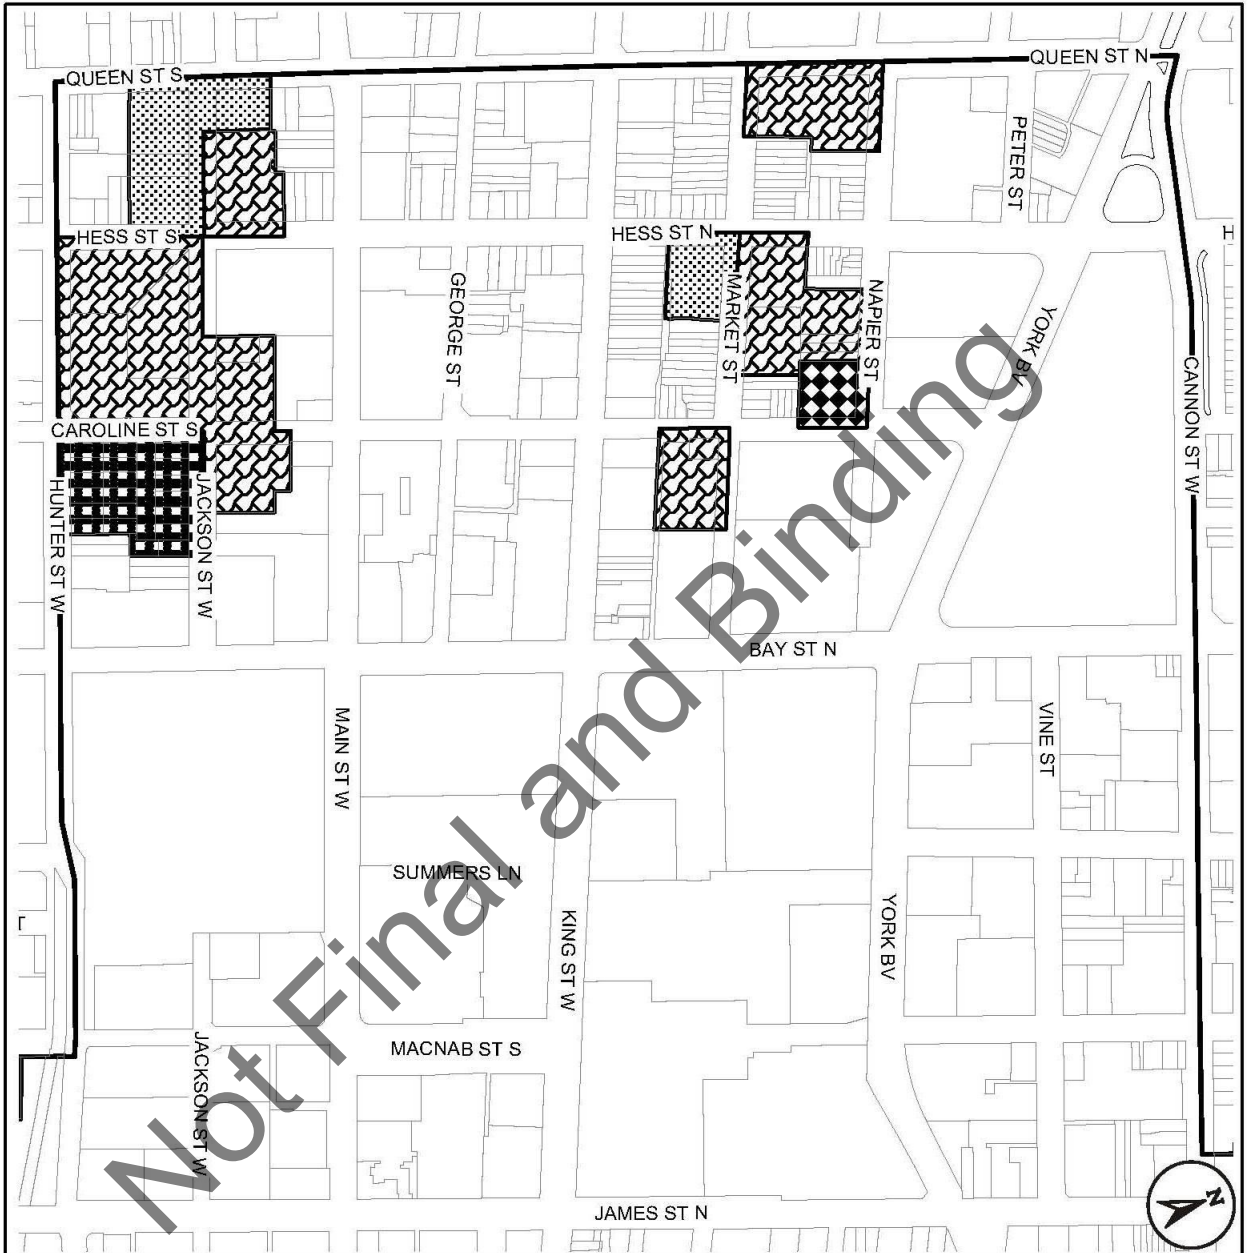 QUEEN ST N
QUEEN ST S
PETER ST
HESS ST N
H
HESS ST S
GEORGE ST
MARKET ST
NAPIER ST
YORK BV
CANNON ST W
CAROLINE ST S
HUNTER ST W
JACKSON ST W
BAY ST N
MAIN ST W
VINE ST
SUMMERS LN
KING ST W
YORK BV
T
JACKSON ST W
MACNAB ST S
JAMES ST N
N
Not Final and Binding